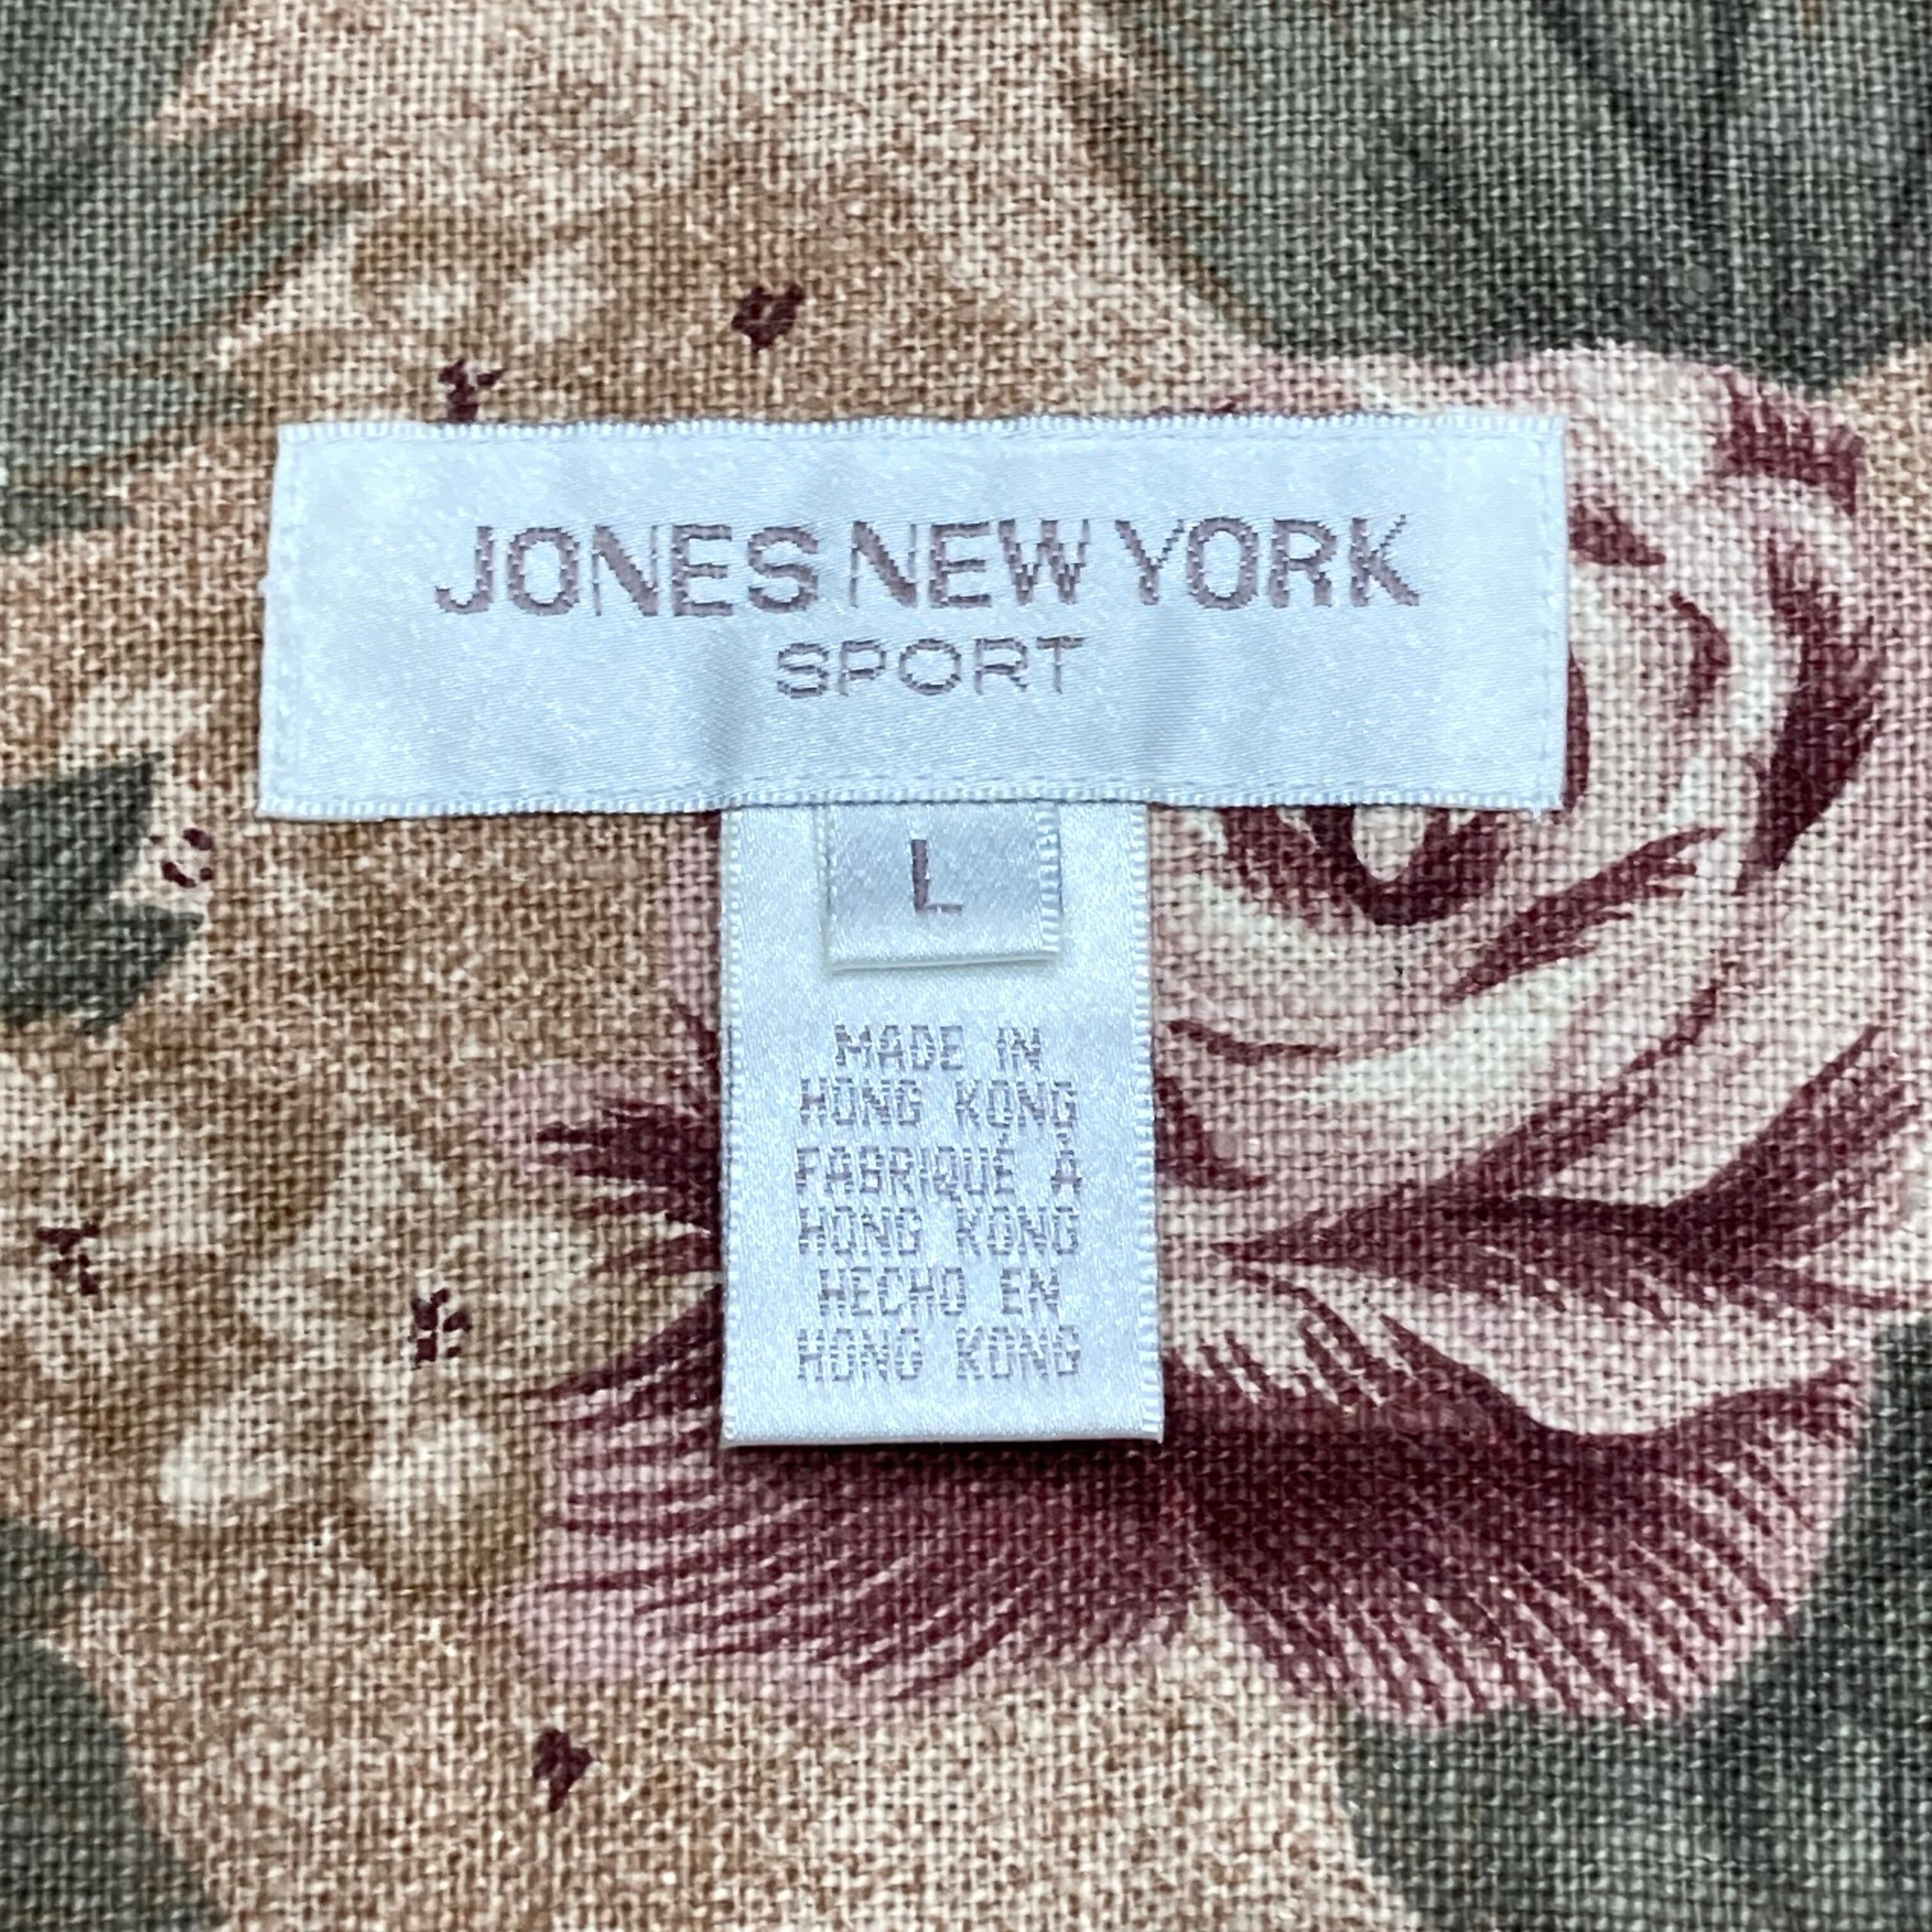 JONES NEW YORK
SPORT
L
MADE IN
HONG KONG
FABRIQUÉ À
HONG KONG
HECHO EN
HONG KONG